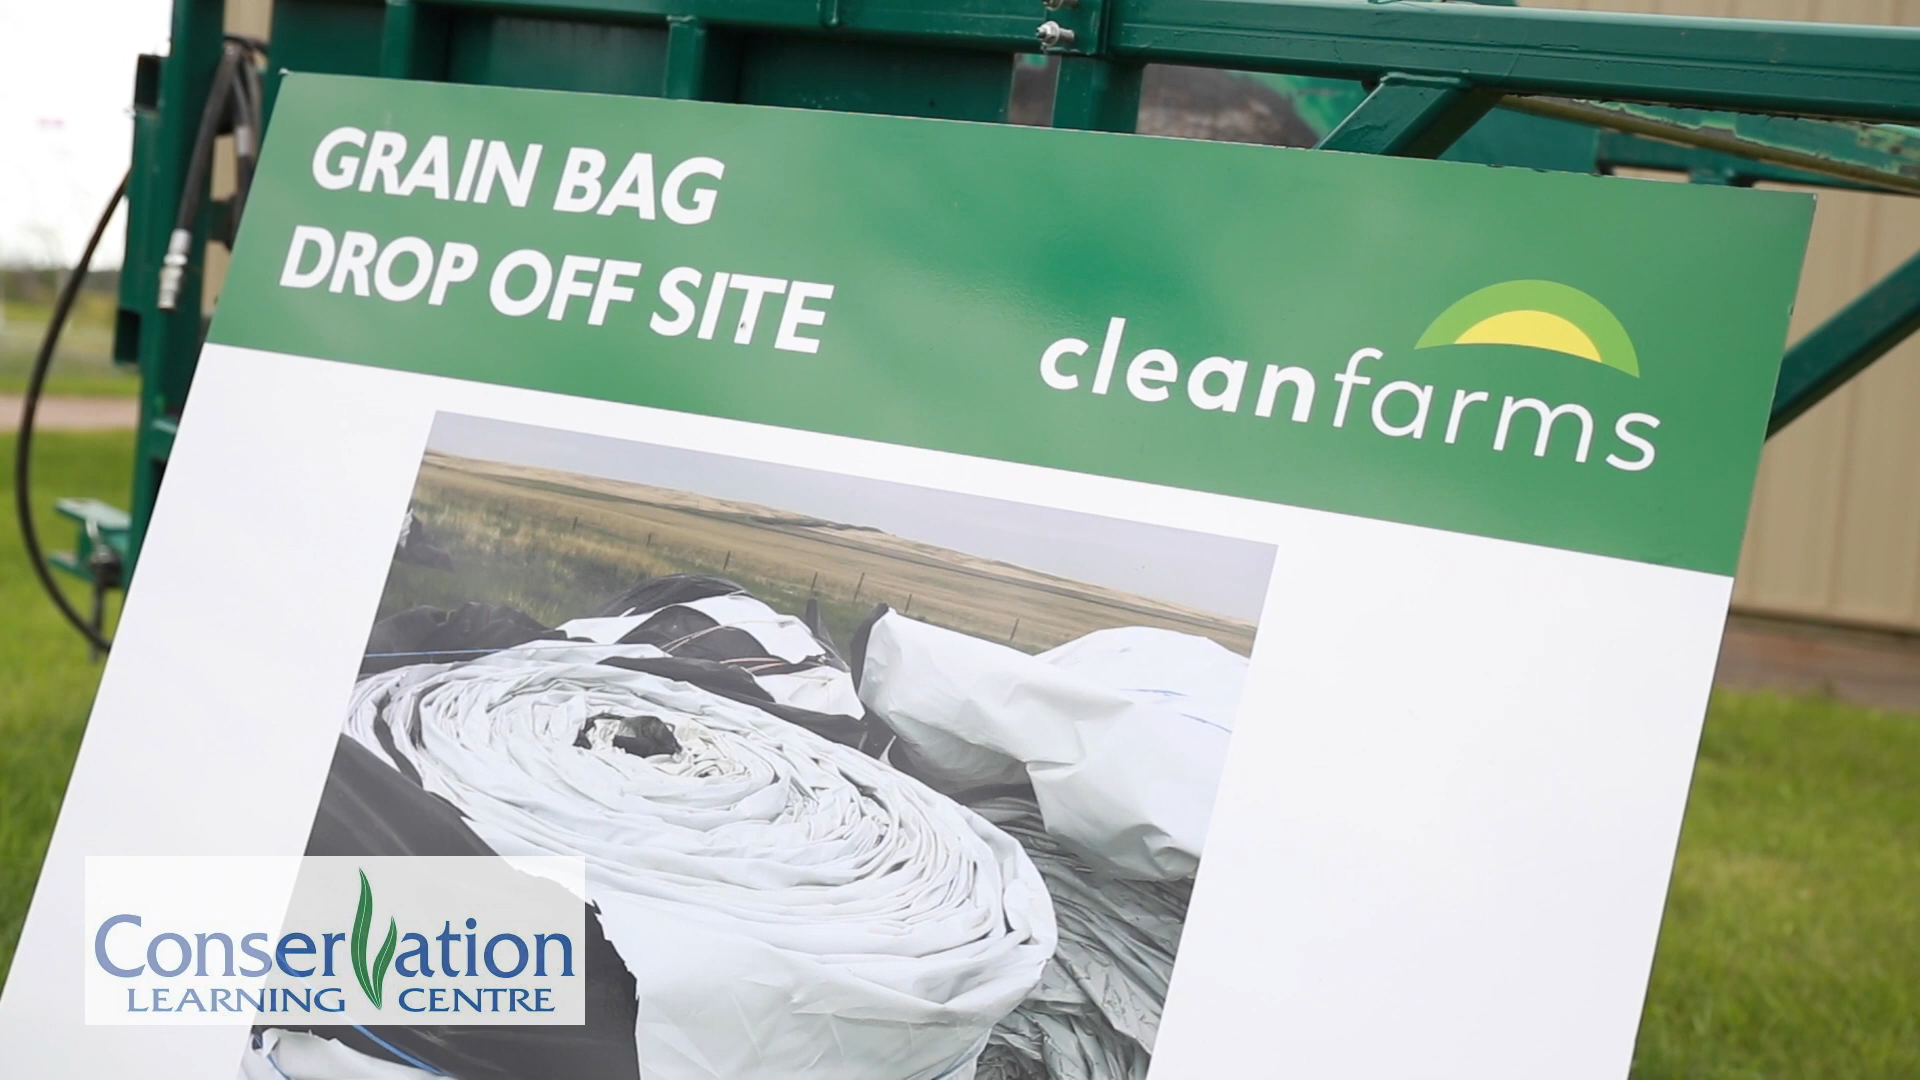 GRAIN BAG
DROP OFF SITE
cleanfarms
Conservation
LEARNING CENTRE